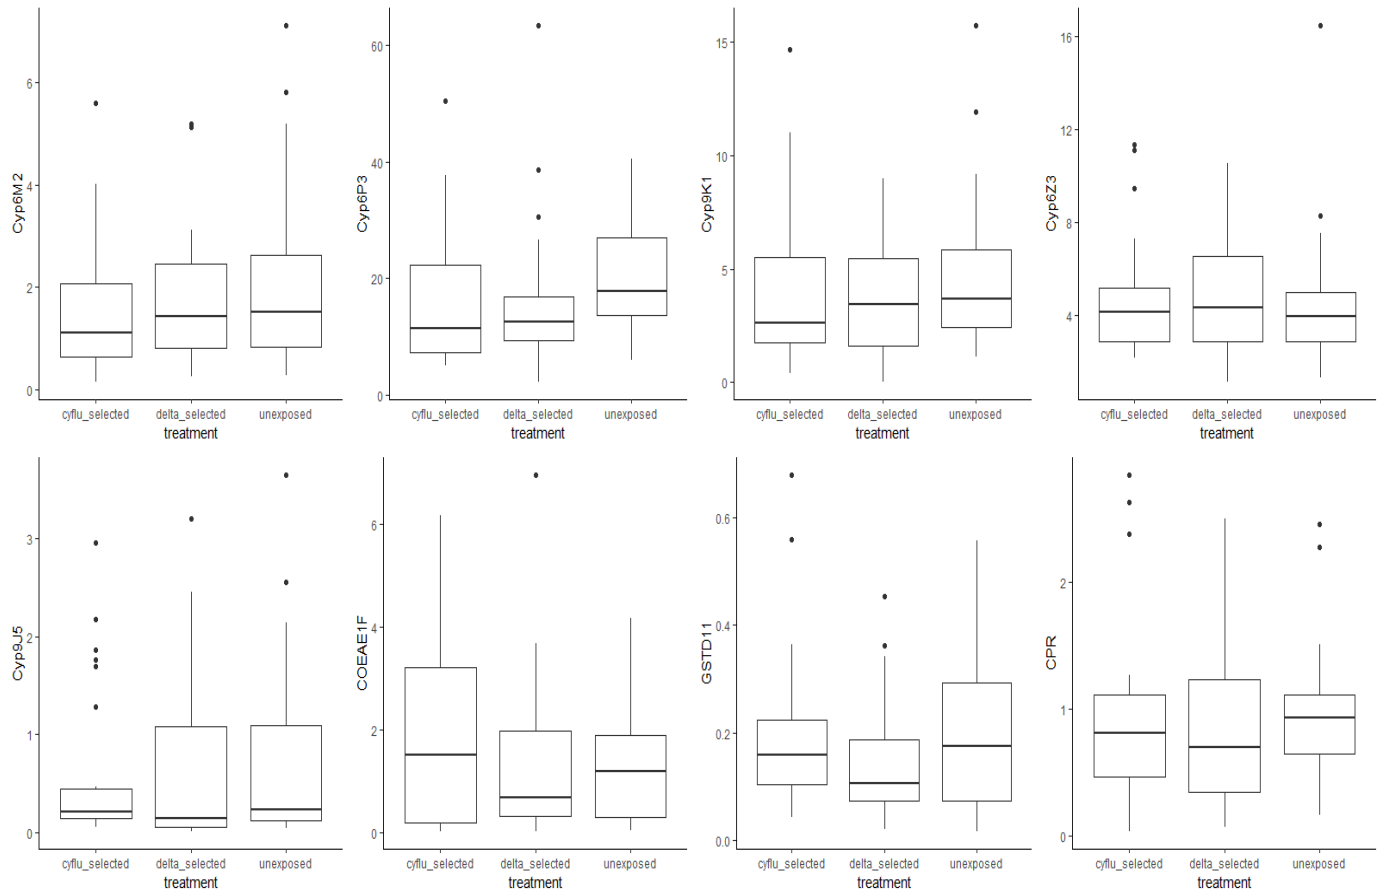 Cyp6M2
6
4
2
0
cyflu_selected delta_selected unexposed
treatment
Cyp6P3
60
40
20
0
cyflu_selected delta_selected unexposed
treatment
Cyp9K1
15
10
5
0
cyflu_selected delta_selected unexposed
treatment
Cyp6Z3
16
12
8
4
cyflu_selected delta_selected unexposed
treatment
Cyp9J5
3
2
1
0
cyflu_selected delta_selected unexposed
treatment
COEAE1F
6
4
2
0
cyflu_selected delta_selected unexposed
treatment
GSTD11
0.6
0.4
0.2
0.0
cyflu_selected delta_selected unexposed
treatment
CPR
2
1
0
cyflu_selected delta_selected unexposed
treatment